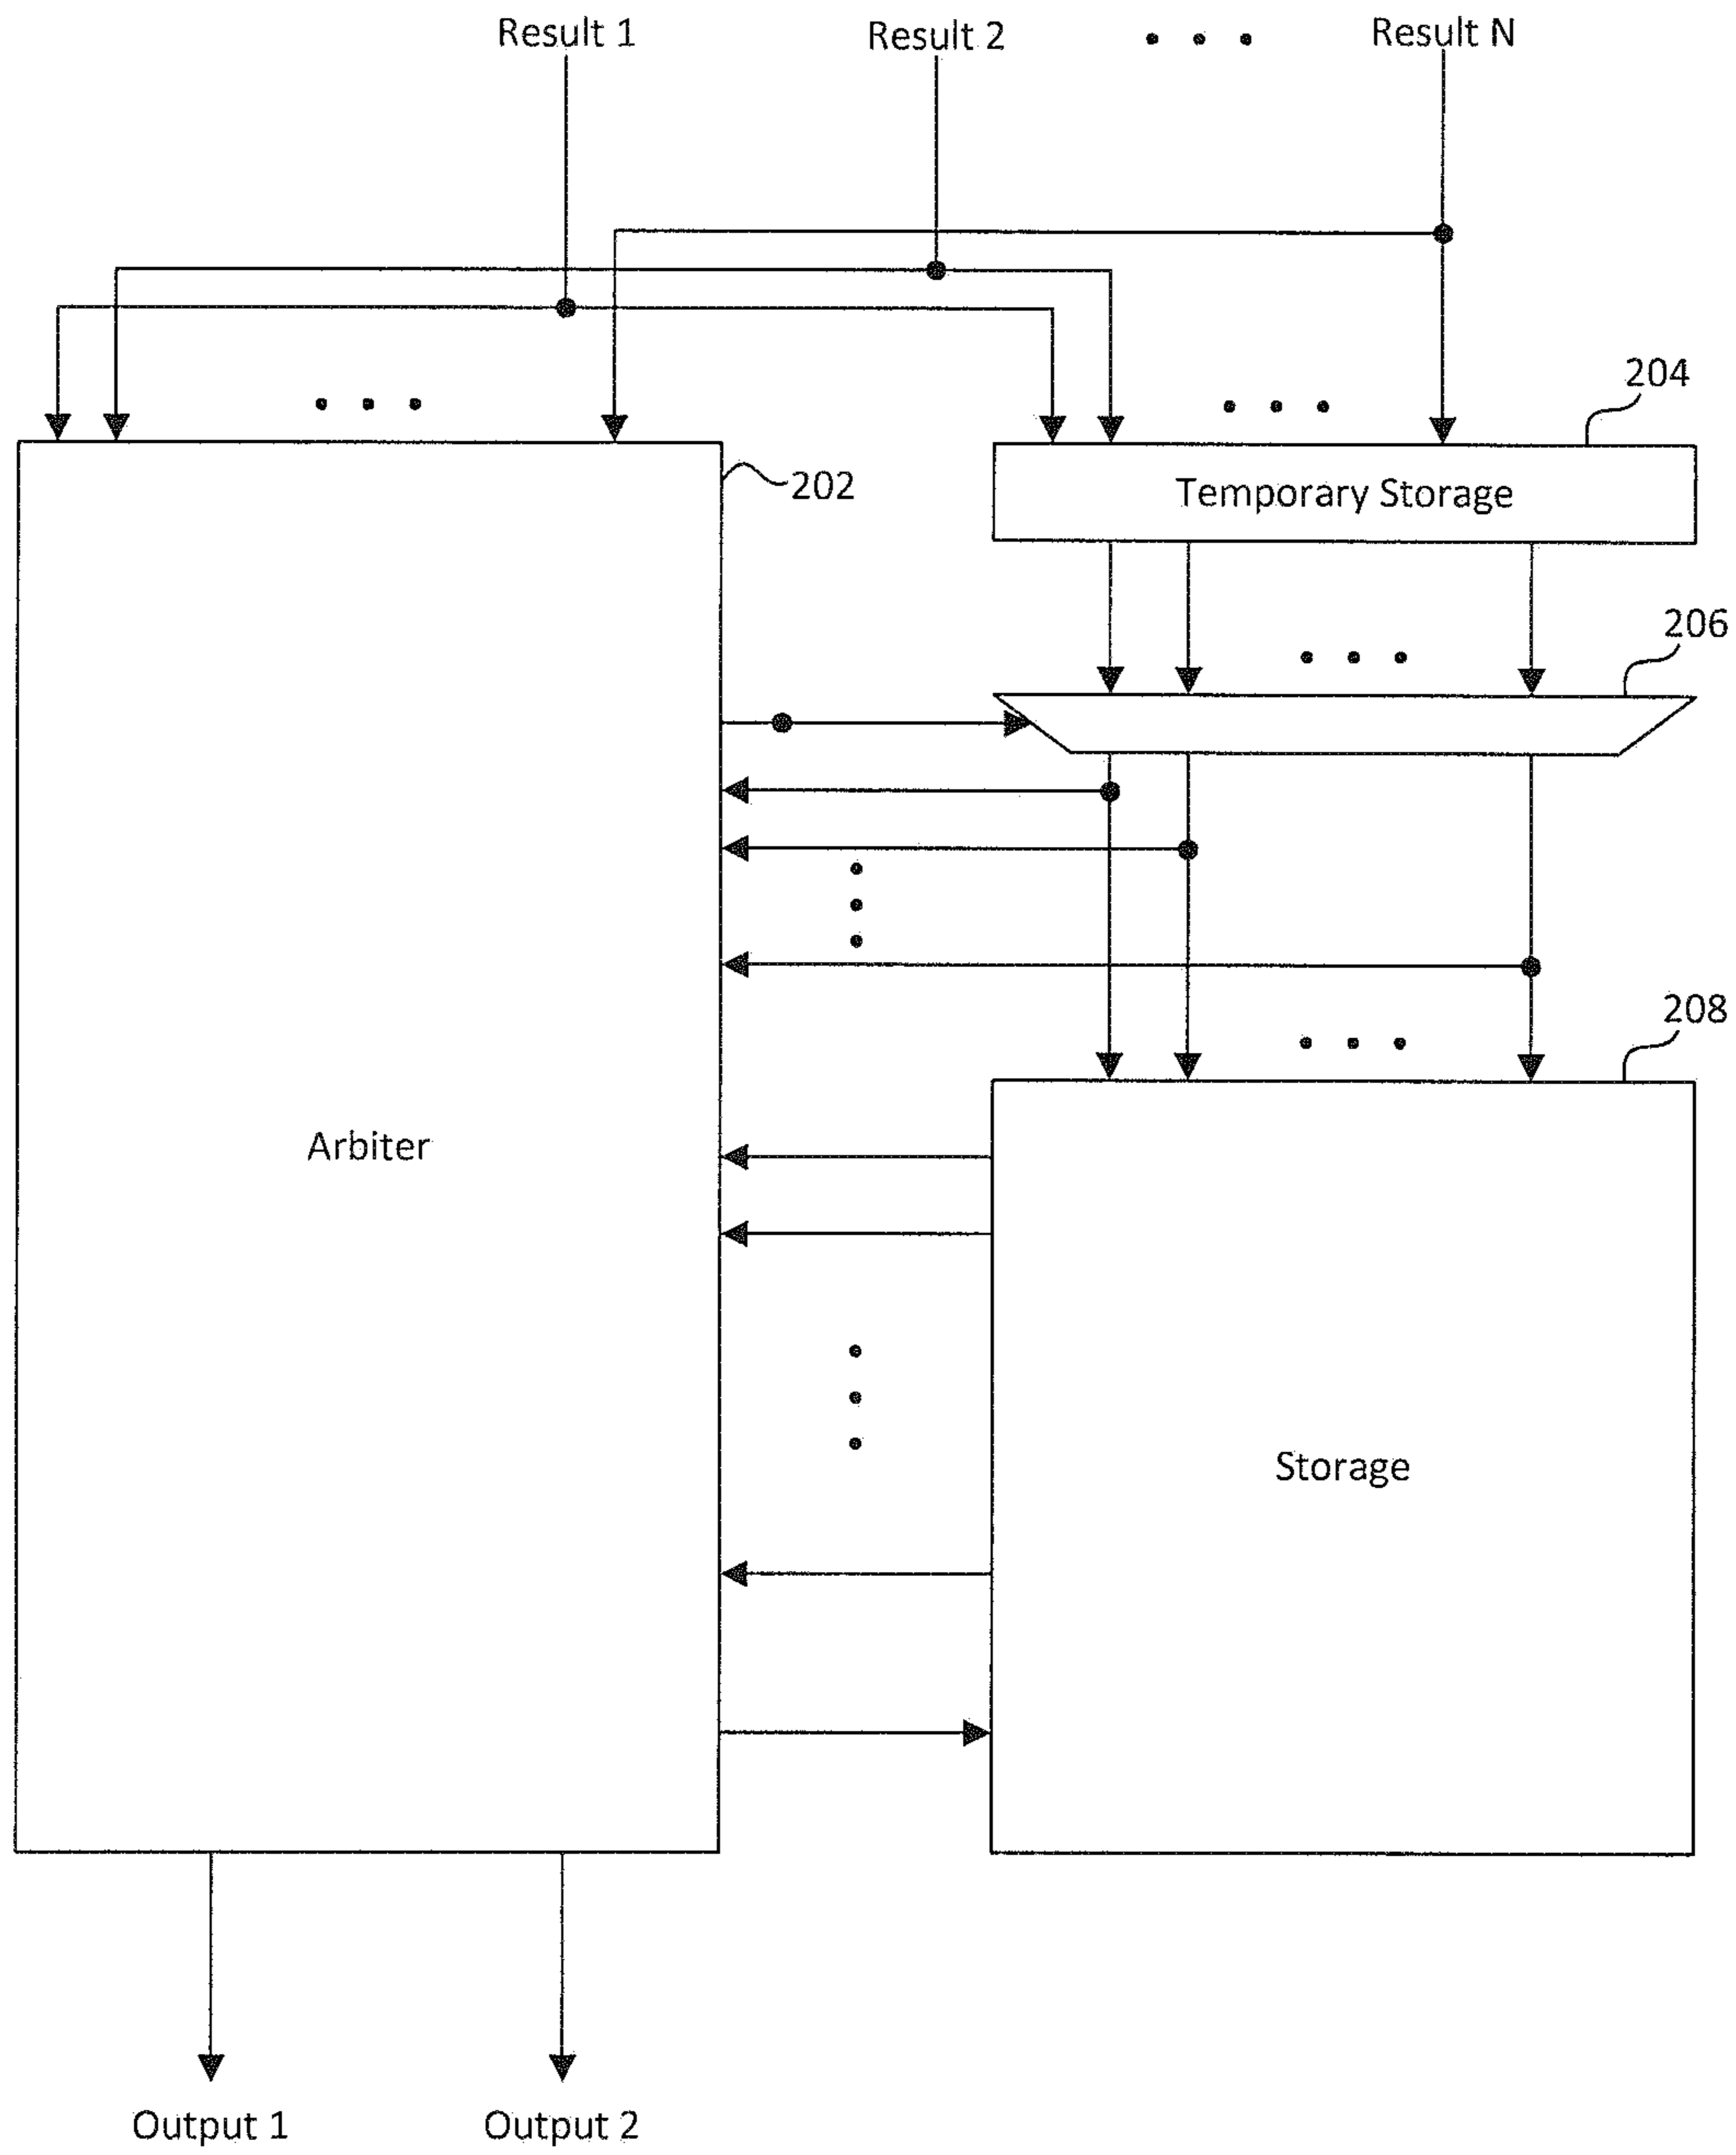 Result 1
Result 2
• • •
Result N
• • •
• • •
204
202
Temporary Storage
206
• • •
208
• • •
Arbiter
Storage
Output 1
Output 2